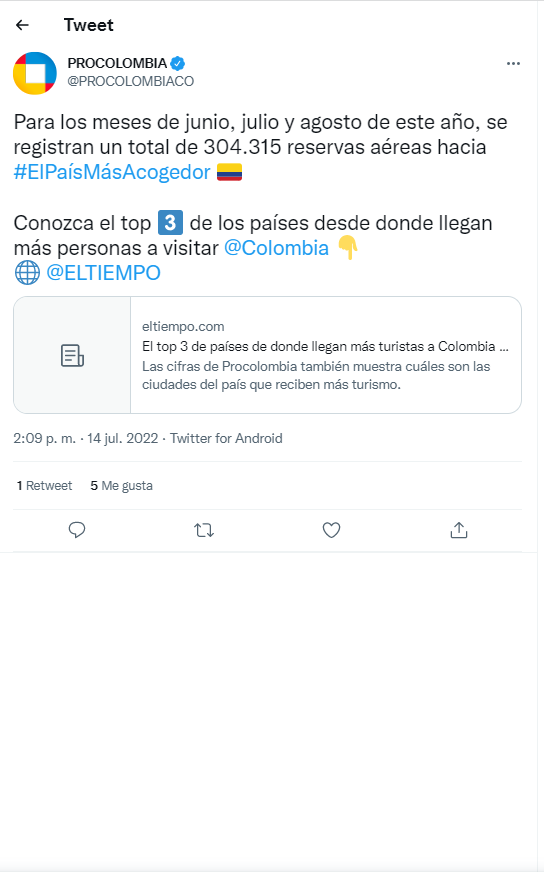 Tweet
PROCOLOMBIA
@PROCOLOMBIACO
Para los meses de junio, julio y agosto de este año, se
registran un total de 304.315 reservas aéreas hacia
#ElPaísMásAcogedor 🇨🇴
Conozca el top 3️⃣ de los países desde donde llegan
más personas a visitar @Colombia 👇
🌐 @ELTIEMPO
eltiempo.com
El top 3 de países de donde llegan más turistas a Colombia ...
Las cifras de Procolombia también muestra cuáles son las
ciudades del país que reciben más turismo.
2:09 p. m. · 14 jul. 2022 · Twitter for Android
1 Retweet 5 Me gusta